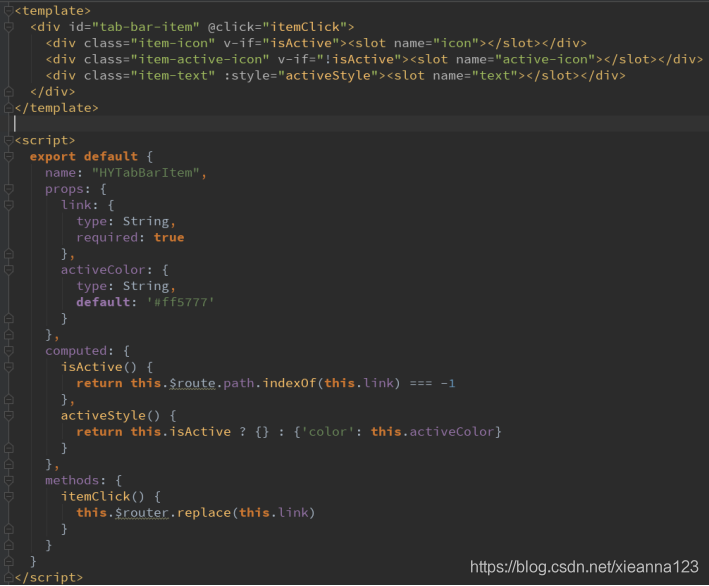 <template>
  <div id="tab-bar-item" @click="itemClick">
    <div class="item-icon" v-if="isActive"><slot name="icon"></slot></div>
    <div class="item-active-icon" v-if="!isActive"><slot name="active-icon"></slot></div>
    <div class="item-text" :style="activeStyle"><slot name="text"></slot></div>
  </div>
</template>

<script>
  export default {
    name: "HYTabBarItem",
    props: {
      link: {
        type: String,
        required: true
      },
      activeColor: {
        type: String,
        default: '#ff5777'
      }
    },
    computed: {
      isActive() {
        return this.$route.path.indexOf(this.link) === -1
      },
      activeStyle() {
        return this.isActive ? {} : {'color': this.activeColor}
      }
    },
    methods: {
      itemClick() {
        this.$router.replace(this.link)
      }
    }
  }
</script>
https://blog.csdn.net/xieanna123